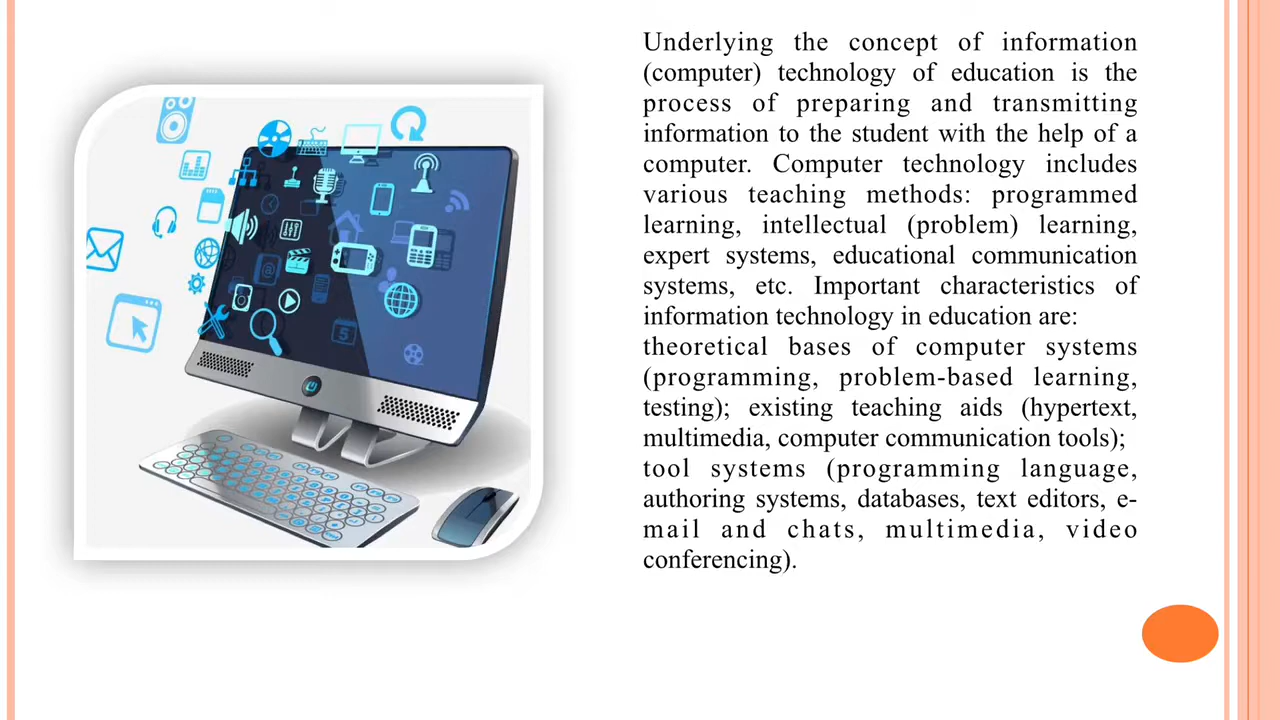 Underlying the concept of information
(computer) technology of education is the
process of preparing and transmitting
information to the student with the help of a
computer. Computer technology includes
various teaching methods: programmed
learning, intellectual (problem) learning,
expert systems, educational communication
systems, etc. Important characteristics of
information technology in education are:
theoretical bases of computer systems
(programming, problem-based learning,
testing); existing teaching aids (hypertext,
multimedia, computer communication tools);
tool systems (programming language,
authoring systems, databases, text editors, e-
mail and chats, multimedia, video
conferencing).